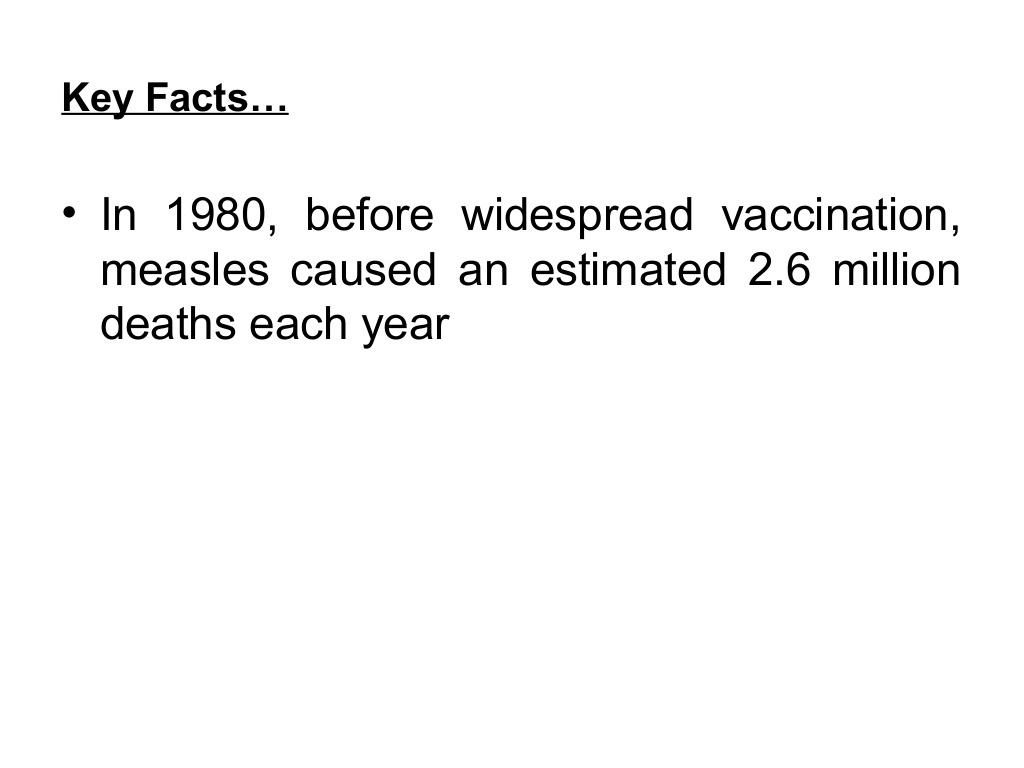 Key Facts…
• In 1980, before widespread vaccination,
measles caused an estimated 2.6 million
deaths each year